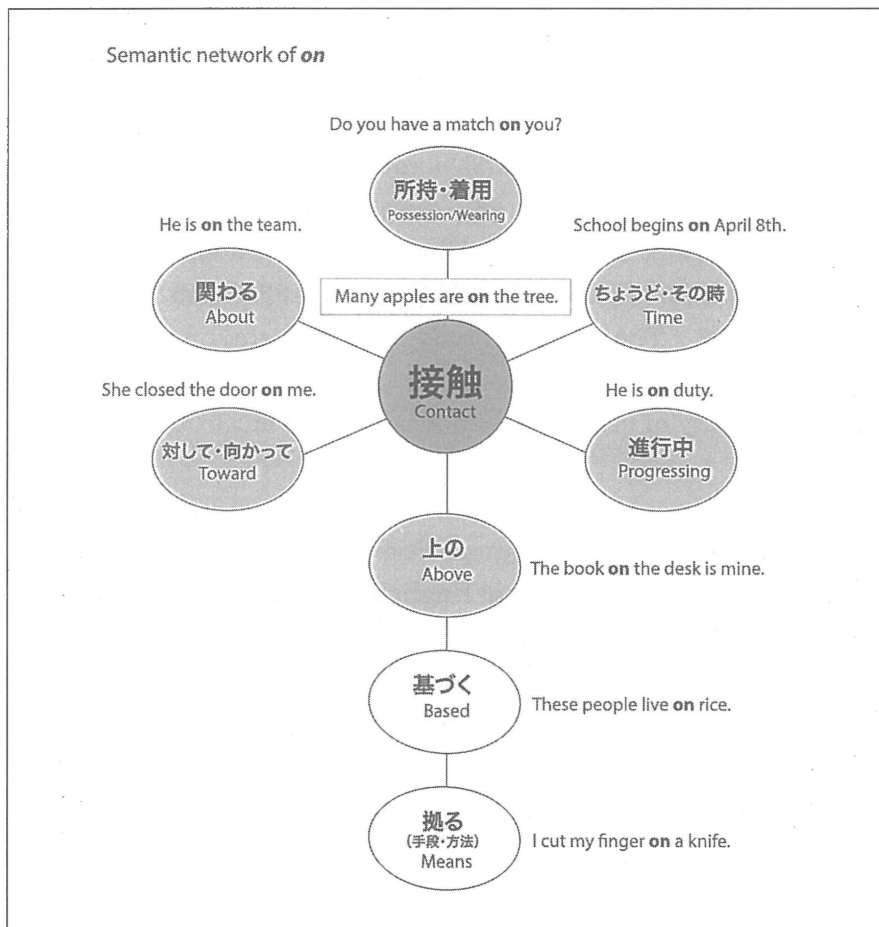 Semantic network of on
Do you have a match on you?
所持・着用
Possession/Wearing
He is on the team.
関わる
About
School begins on April 8th.
ちょうど・その時
Time
Many apples are on the tree.
接触
Contact
She closed the door on me.
対して・向かって
Toward
He is on duty.
進行中
Progressing
上の
Above
The book on the desk is mine.
基づく
Based
These people live on rice.
拠る
(手段・方法)
Means
I cut my finger on a knife.